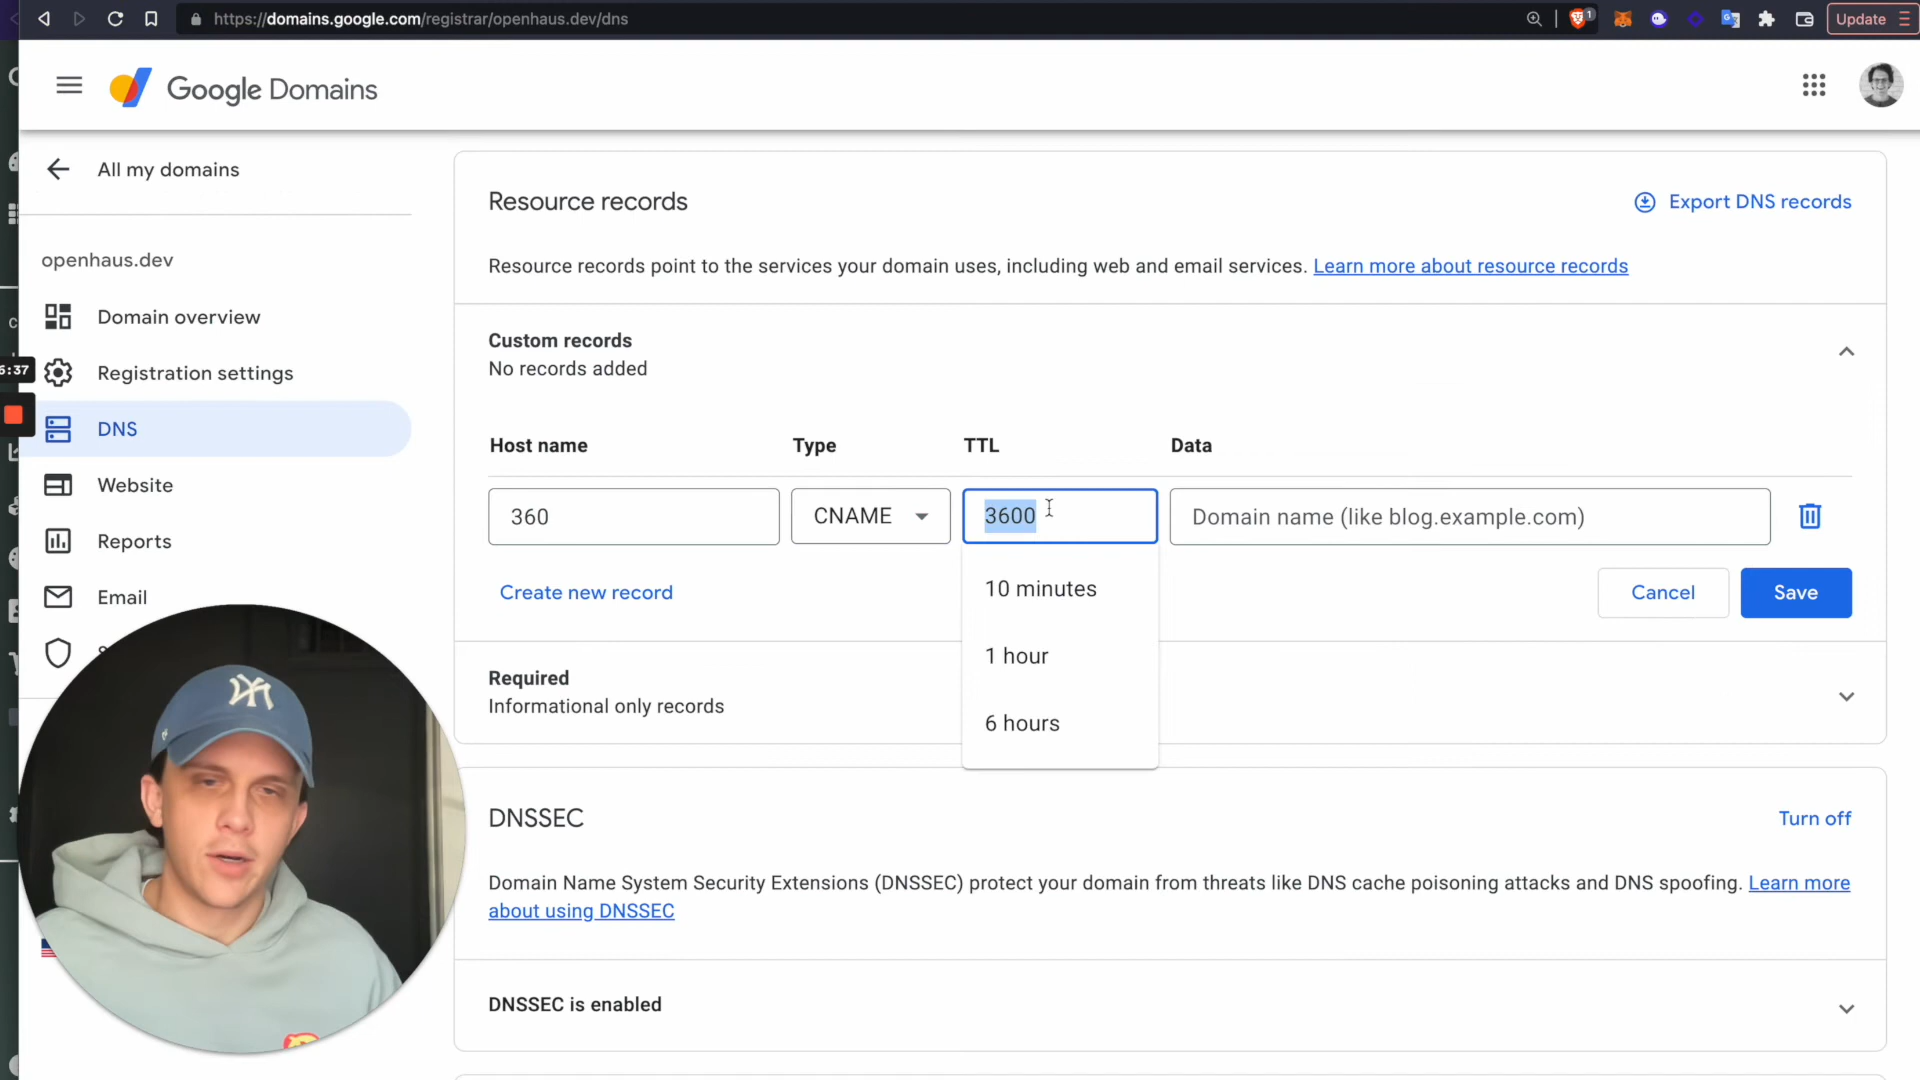 https://domains.google.com/registrar/openhaus.dev/dns
1
Update
Google Domains
All my domains
Resource records
Export DNS records
openhaus.dev
Resource records point to the services your domain uses, including web and email services. Learn more about resource records
Domain overview
Custom records
No records added
6:37
Registration settings
DNS
Host name
Type
TTL
Data
Website
360
CNAME
3600
Domain name (like blog.example.com)
Reports
10 minutes
Create new record
Cancel
Save
Email
1 hour
Required
Informational only records
6 hours
DNSSEC
Turn off
Domain Name System Security Extensions (DNSSEC) protect your domain from threats like DNS cache poisoning attacks and DNS spoofing. Learn more
about using DNSSEC
DNSSEC is enabled